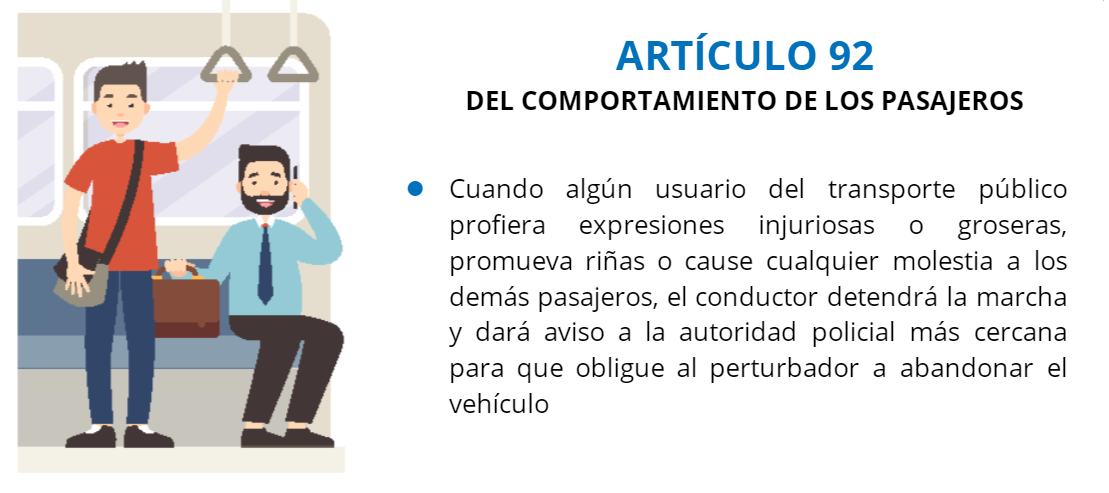 ARTÍCULO 92
DEL COMPORTAMIENTO DE LOS PASAJEROS
Cuando algún usuario del transporte público
profiera expresiones injuriosas o groseras,
promueva riñas o cause cualquier molestia a los
demás pasajeros, el conductor detendrá la marcha
y dará aviso a la autoridad policial más cercana
para que obligue al perturbador a abandonar el
vehículo